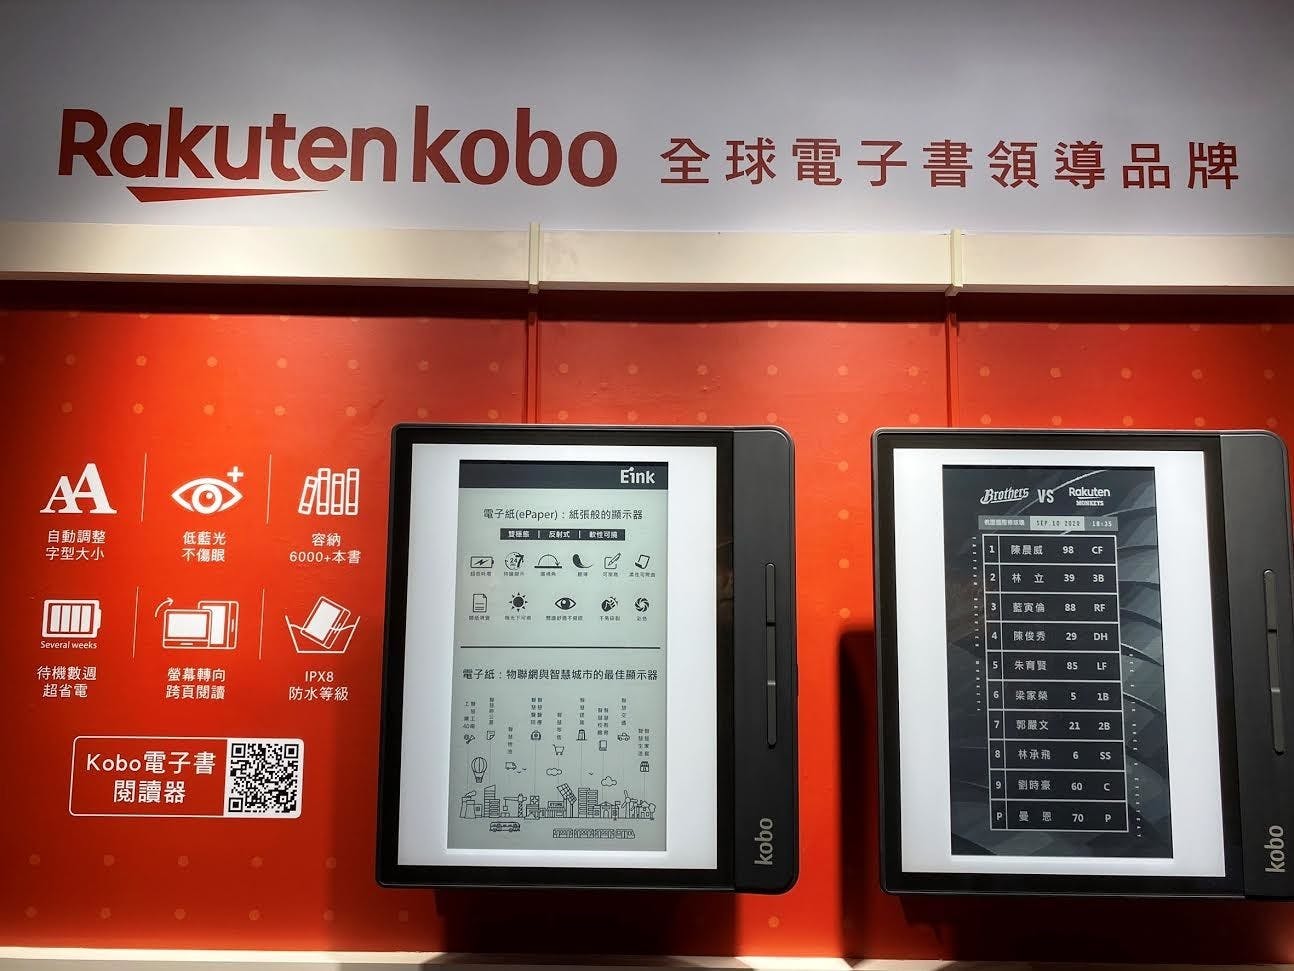 Rakuten kobo 全球電子書領導品牌
自動調整
字型大小
低藍光
不傷眼
容納
6000+本書
Several weeks
待機數週
超省電
螢幕轉向
跨頁閱讀
IPX8
防水等級
Kobo電子書
閱讀器
Eink
電子紙(ePaper)：紙張般的顯示器
雙穩態 | 反射式 | 軟性可撓
電子紙：物聯網與智慧城市的最佳顯示器
kobo
Brothers VS Rakuten
MONKEYS
SEP.10 2020 18:35
1 陳晨威 98 CF
2 林 立 39 3B
3 藍寅倫 88 RF
4 陳俊秀 29 DH
5 朱育賢 85 LF
6 梁家榮 5 1B
7 郭嚴文 21 2B
8 林承飛 6 SS
9 劉時豪 60 C
P 曼 恩 70 P
kobo